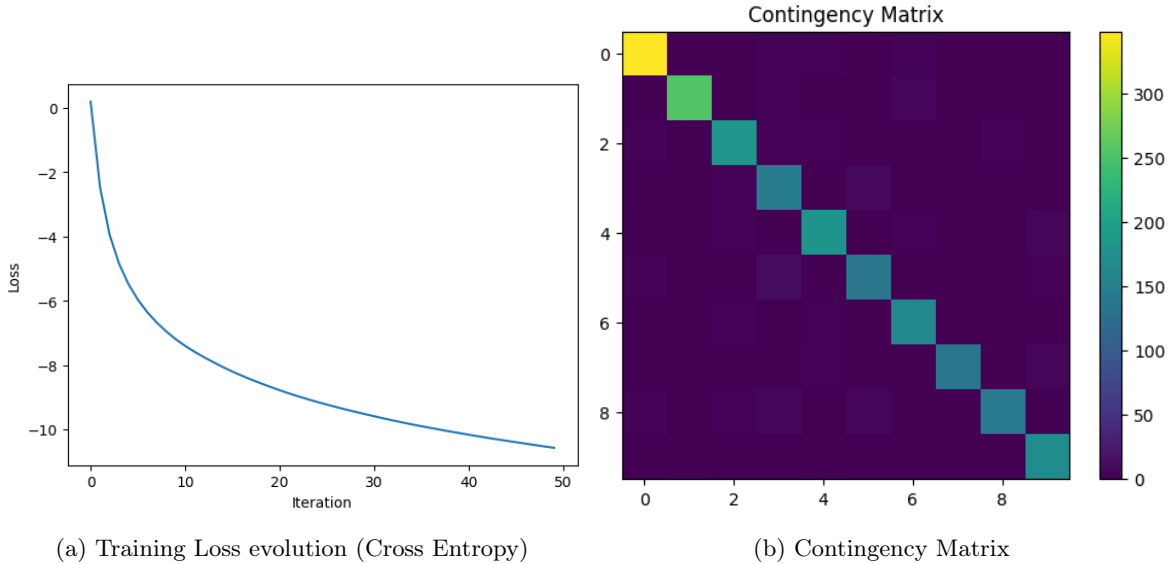 0
−2
−4
−6
−8
−10
Loss
0 10 20 30 40 50
Iteration
(a) Training Loss evolution (Cross Entropy)
Contingency Matrix
0
2
4
6
8
0 2 4 6 8
300
250
200
150
100
50
0
(b) Contingency Matrix